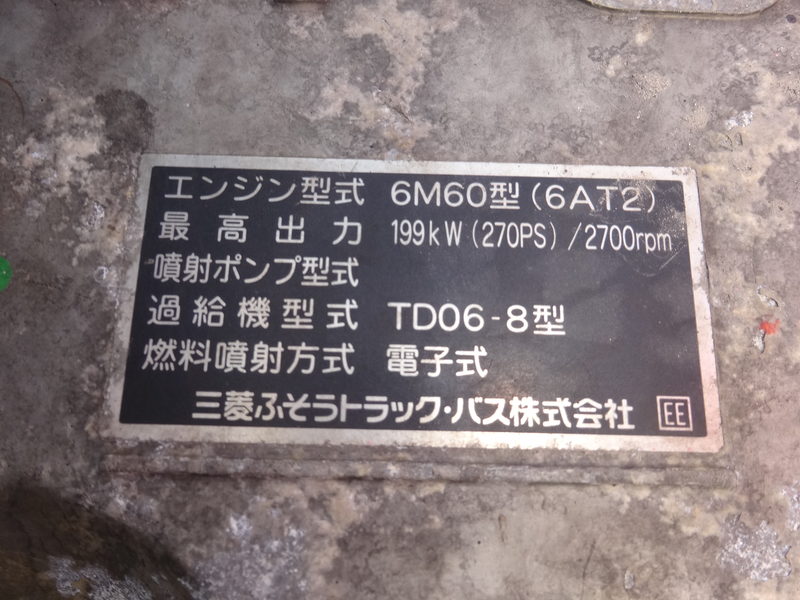 エンジン型式 6M60型(6AT2)
最高出力 199kW(270PS)/2700rpm
噴射ポンプ型式
過給機型式 TD06-8型
燃料噴射方式 電子式
三菱ふそうトラック・バス株式会社 EE